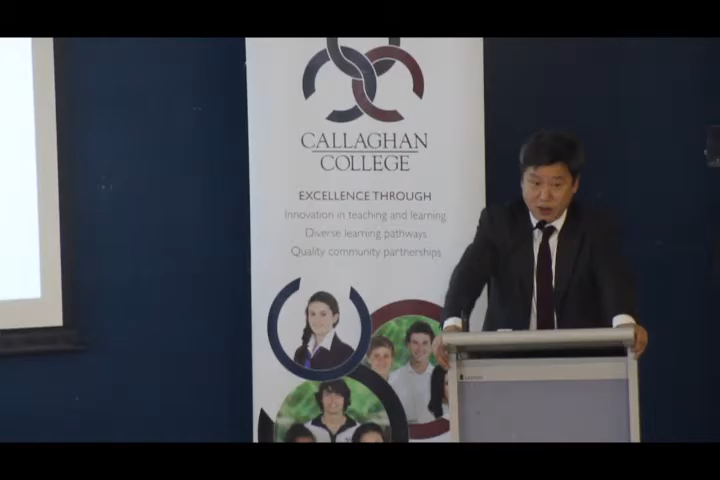 CALLAGHAN
COLLEGE
EXCELLENCE THROUGH
Innovation in teaching and learning
Diverse learning pathways
Quality community partnerships